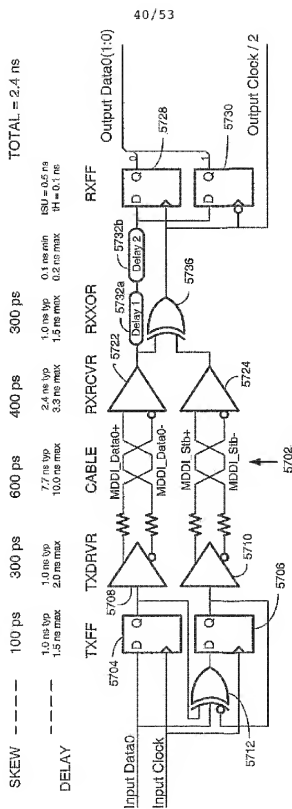 40/53
SKEW ---- 100 ps 300 ps 600 ps 400 ps 300 ps TOTAL = 2.4 ns
DELAY ---- 1.0 ns typ 1.0 ns typ 7.7 ns typ 2.4 ns typ 1.0 ns typ 0.1 ns min tSU = 0.5 ns
1.5 ns max 2.0 ns max 10.0 ns max 3.3 ns max 1.5 ns max 0.2 ns max tH = 0.1 ns
TXFF TXDRVR CABLE RXRCVR RXXOR RXFF
Input Data0
Input Clock
5704
D Q
5708
MDDI_Data0+
MDDI_Data0-
5722
5732a
Delay 1
5732b
Delay 2
D Q
0
5728
Output Data0(1:0)
5712
D Q
5706
5710
MDDI_Stb+
MDDI_Stb-
5724
5736
D Q
1
5730
Output Clock / 2
5702